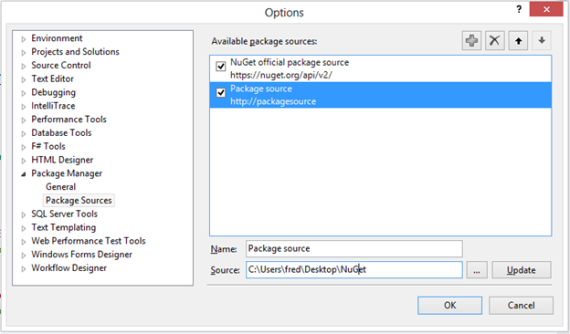 Options
?
Environment
Projects and Solutions
Source Control
Text Editor
Debugging
IntelliTrace
Performance Tools
Database Tools
F# Tools
HTML Designer
Package Manager
General
Package Sources
SQL Server Tools
Text Templating
Web Performance Test Tools
Windows Forms Designer
Workflow Designer
Available package sources:
NuGet official package source
https://nuget.org/api/v2/
Package source
http://packagesource
Name: Package source
Source: C:\Users\fred\Desktop\NuGet ... Update
OK Cancel